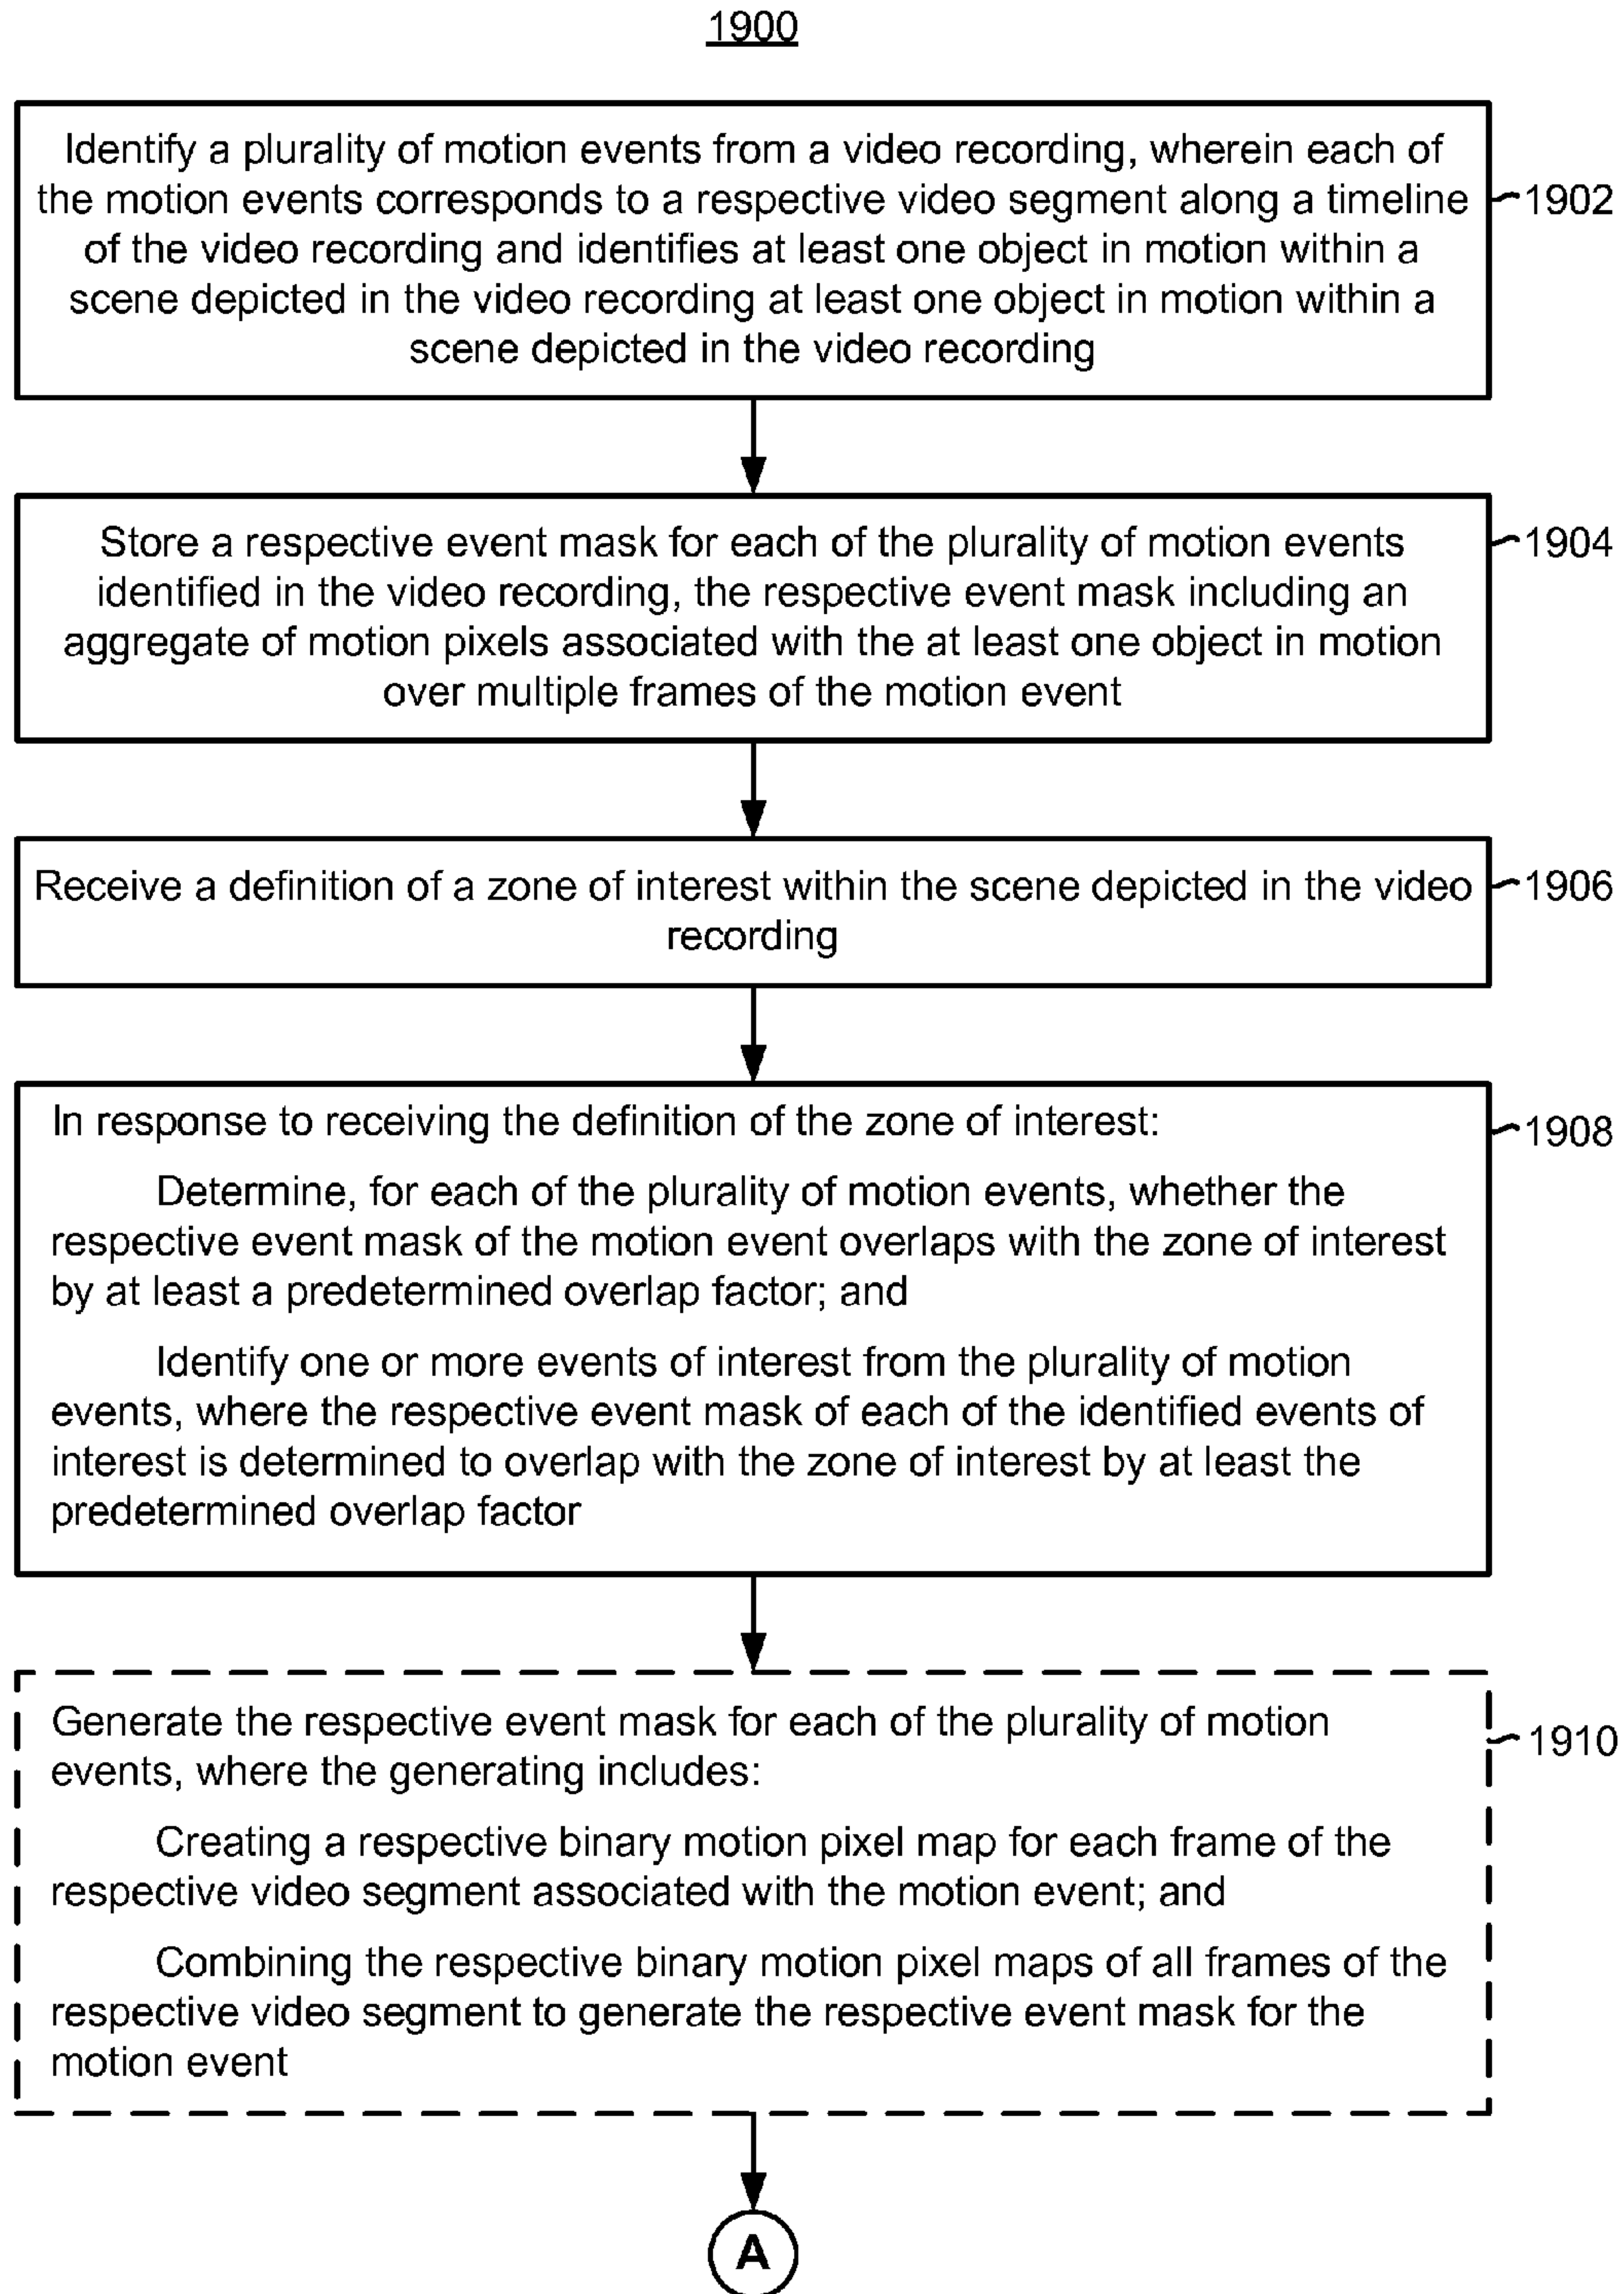 1900
Identify a plurality of motion events from a video recording, wherein each of
the motion events corresponds to a respective video segment along a timeline
of the video recording and identifies at least one object in motion within a
scene depicted in the video recording at least one object in motion within a
scene depicted in the video recording
1902
Store a respective event mask for each of the plurality of motion events
identified in the video recording, the respective event mask including an
aggregate of motion pixels associated with the at least one object in motion
over multiple frames of the motion event
1904
Receive a definition of a zone of interest within the scene depicted in the video
recording
1906
In response to receiving the definition of the zone of interest:
Determine, for each of the plurality of motion events, whether the
respective event mask of the motion event overlaps with the zone of interest
by at least a predetermined overlap factor; and
Identify one or more events of interest from the plurality of motion
events, where the respective event mask of each of the identified events of
interest is determined to overlap with the zone of interest by at least the
predetermined overlap factor
1908
Generate the respective event mask for each of the plurality of motion
events, where the generating includes:
Creating a respective binary motion pixel map for each frame of the
respective video segment associated with the motion event; and
Combining the respective binary motion pixel maps of all frames of the
respective video segment to generate the respective event mask for the
motion event
1910
A